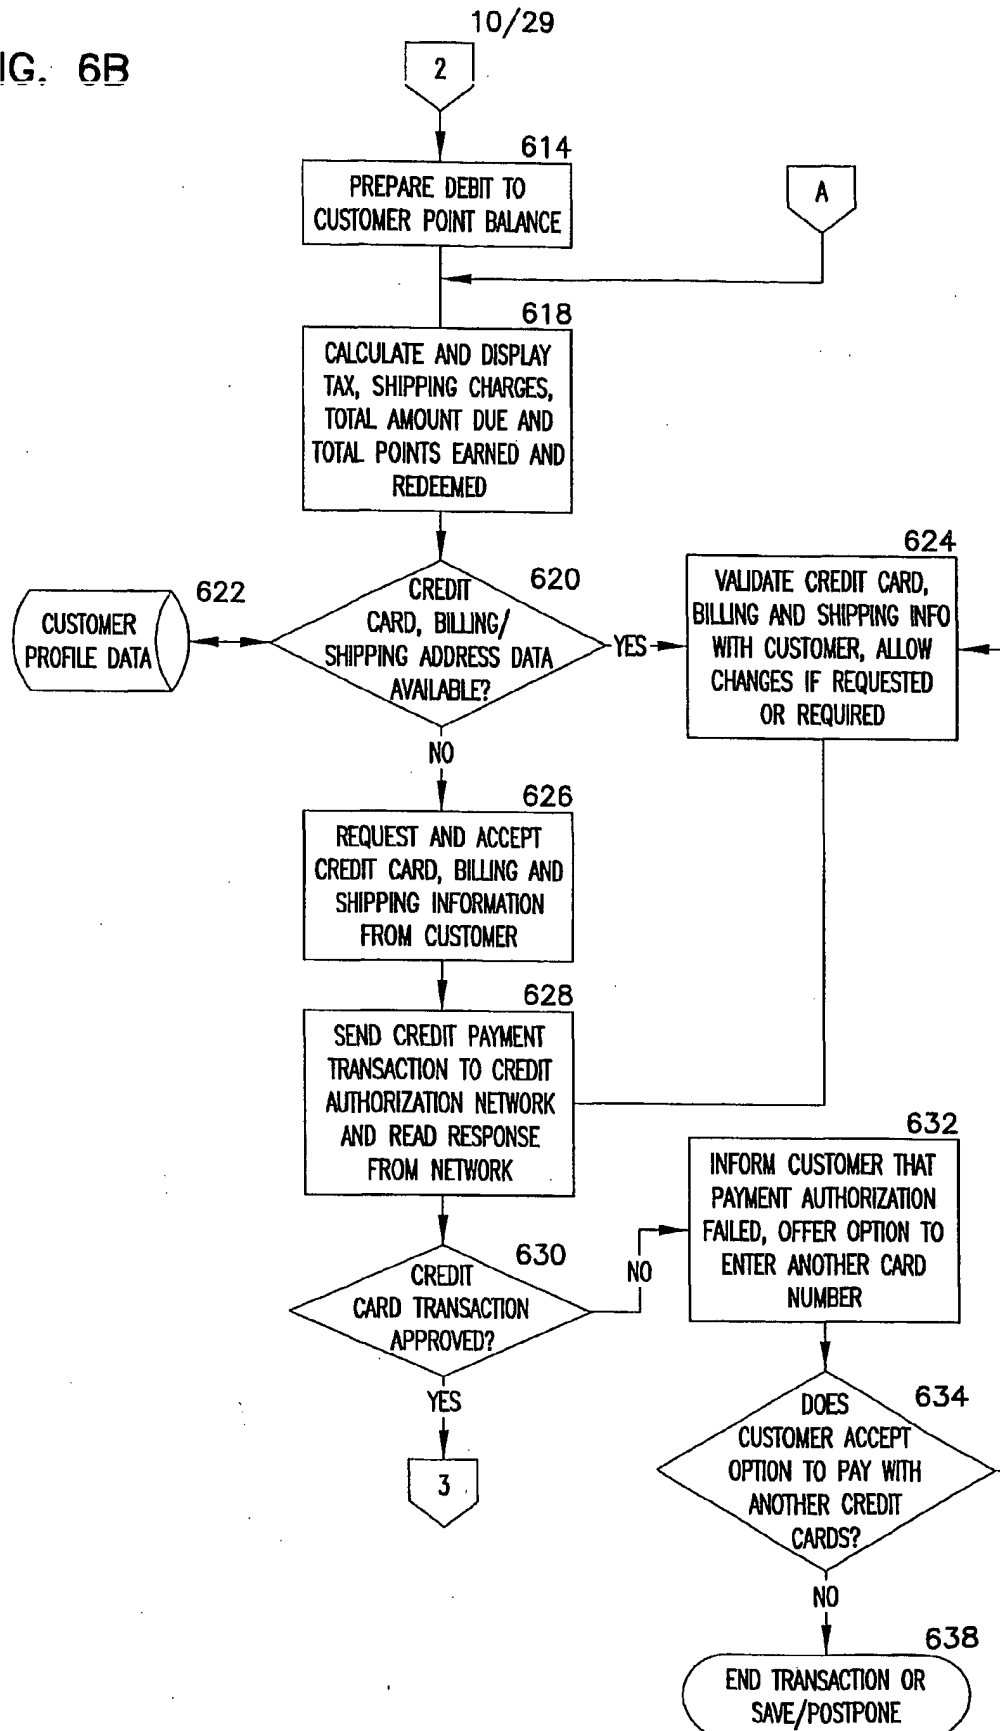 10/29
IG. 6B
2
614
PREPARE DEBIT TO
CUSTOMER POINT BALANCE
A
618
CALCULATE AND DISPLAY
TAX, SHIPPING CHARGES,
TOTAL AMOUNT DUE AND
TOTAL POINTS EARNED AND
REDEEMED
622
CUSTOMER
PROFILE DATA
620
CREDIT
CARD, BILLING/
SHIPPING ADDRESS DATA
AVAILABLE?
YES
624
VALIDATE CREDIT CARD,
BILLING AND SHIPPING INFO
WITH CUSTOMER, ALLOW
CHANGES IF REQUESTED
OR REQUIRED
NO
626
REQUEST AND ACCEPT
CREDIT CARD, BILLING AND
SHIPPING INFORMATION
FROM CUSTOMER
628
SEND CREDIT PAYMENT
TRANSACTION TO CREDIT
AUTHORIZATION NETWORK
AND READ RESPONSE
FROM NETWORK
630
CREDIT
CARD TRANSACTION
APPROVED?
NO
632
INFORM CUSTOMER THAT
PAYMENT AUTHORIZATION
FAILED, OFFER OPTION TO
ENTER ANOTHER CARD
NUMBER
YES
3
634
DOES
CUSTOMER ACCEPT
OPTION TO PAY WITH
ANOTHER CREDIT
CARDS?
NO
638
END TRANSACTION OR
SAVE/POSTPONE